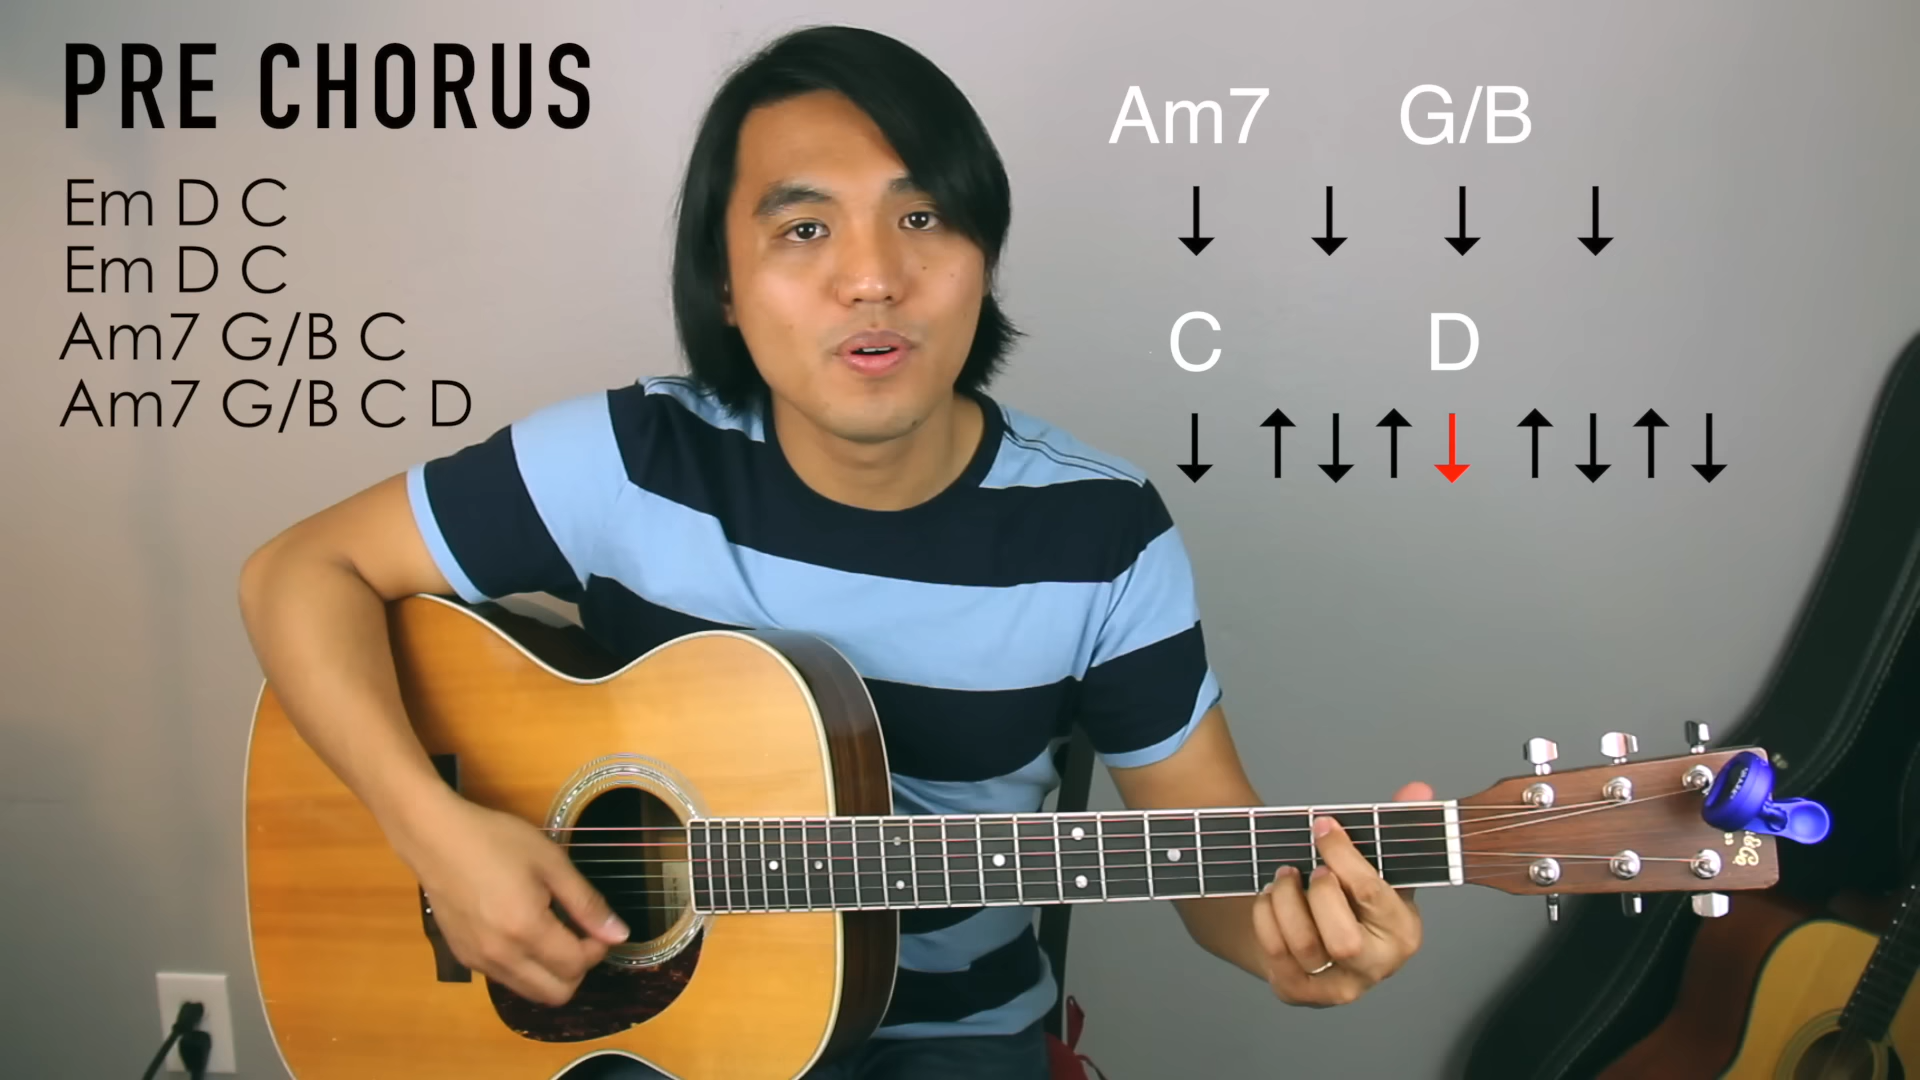 PRE CHORUS
Em D C
Em D C
Am7 G/B C
Am7 G/B C D
Am7 G/B
↓ ↓ ↓ ↓
C D
↓ ↑ ↓ ↑ ↓ ↑ ↓ ↑ ↓